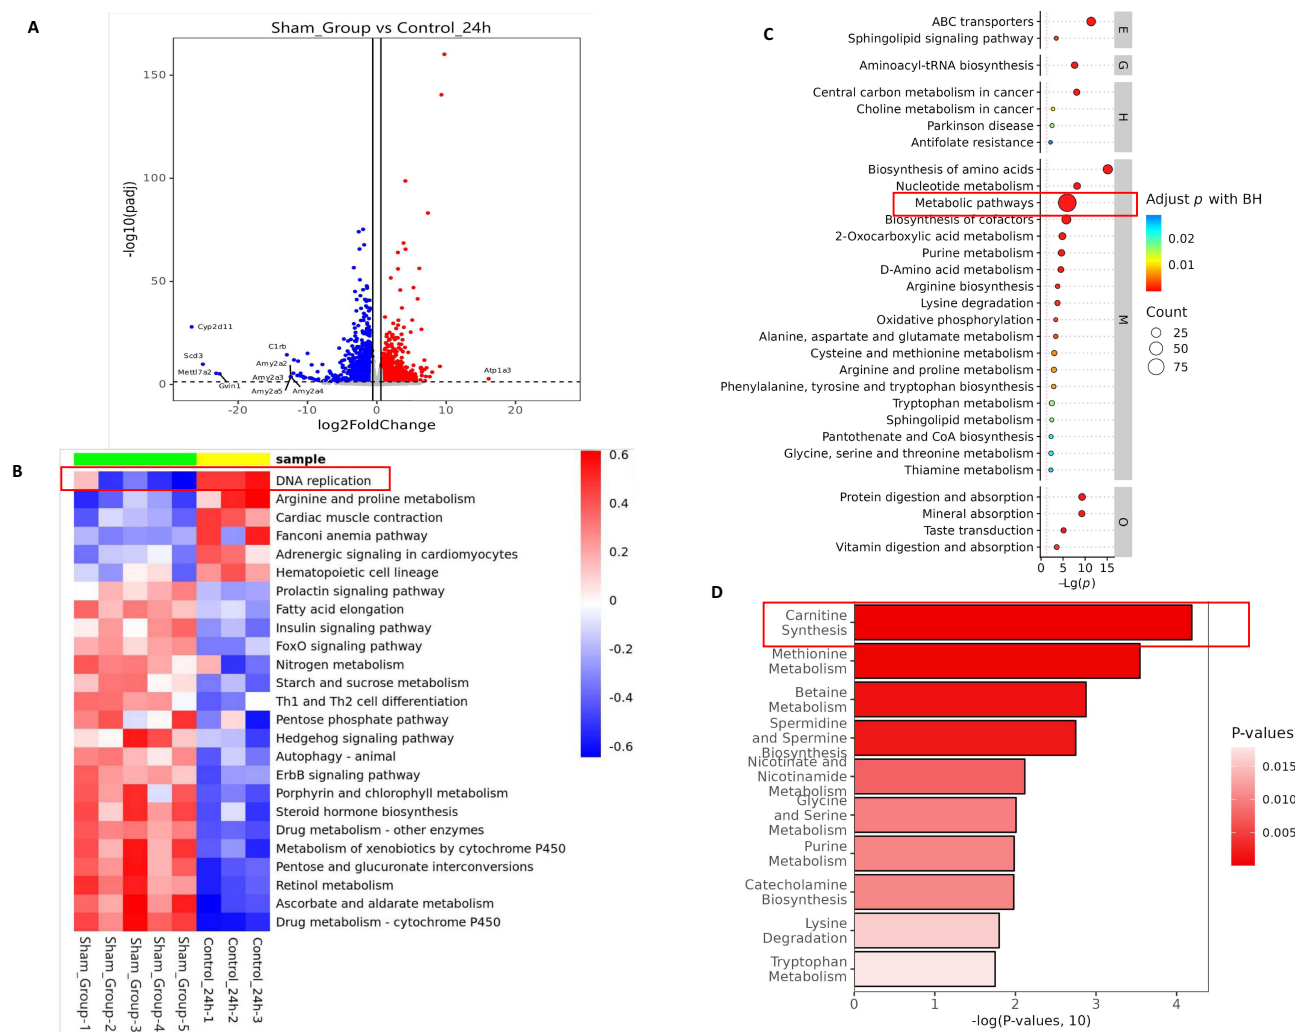 A
Sham_Group vs Control_24h
-log10(padj)
150
100
50
0
Cyp2d11
Scd3
Mettl7a2
Gvin1
C1rb
Amy2a2
Amy2a3
Amy2a5
Amy2a4
Atp1a3
-20
-10
0
10
20
log2FoldChange
B
sample
DNA replication
Arginine and proline metabolism
Cardiac muscle contraction
Fanconi anemia pathway
Adrenergic signaling in cardiomyocytes
Hematopoietic cell lineage
Prolactin signaling pathway
Fatty acid elongation
Insulin signaling pathway
FoxO signaling pathway
Nitrogen metabolism
Starch and sucrose metabolism
Th1 and Th2 cell differentiation
Pentose phosphate pathway
Hedgehog signaling pathway
Autophagy - animal
ErbB signaling pathway
Porphyrin and chlorophyll metabolism
Steroid hormone biosynthesis
Drug metabolism - other enzymes
Metabolism of xenobiotics by cytochrome P450
Pentose and glucuronate interconversions
Retinol metabolism
Ascorbate and aldarate metabolism
Drug metabolism - cytochrome P450
0.6
0.4
0.2
0
-0.2
-0.4
-0.6
Sham_Group-1
Sham_Group-2
Sham_Group-3
Sham_Group-4
Sham_Group-5
Control_24h-1
Control_24h-2
Control_24h-3
C
ABC transporters
Sphingolipid signaling pathway
E
Aminoacyl-tRNA biosynthesis
G
Central carbon metabolism in cancer
Choline metabolism in cancer
Parkinson disease
Antifolate resistance
H
Biosynthesis of amino acids
Nucleotide metabolism
Metabolic pathways
Biosynthesis of cofactors
2-Oxocarboxylic acid metabolism
Purine metabolism
D-Amino acid metabolism
Arginine biosynthesis
Lysine degradation
Oxidative phosphorylation
Alanine, aspartate and glutamate metabolism
Cysteine and methionine metabolism
Arginine and proline metabolism
Phenylalanine, tyrosine and tryptophan biosynthesis
Tryptophan metabolism
Sphingolipid metabolism
Pantothenate and CoA biosynthesis
Glycine, serine and threonine metabolism
Thiamine metabolism
M
Protein digestion and absorption
Mineral absorption
Taste transduction
Vitamin digestion and absorption
O
0 5 10 15
-Lg(p)
Adjust p with BH
0.02
0.01
Count
25
50
75
D
Carnitine
Synthesis
Methionine
Metabolism
Betaine
Metabolism
Spermidine
and Spermine
Biosynthesis
Nicotinate and
Nicotinamide
Metabolism
Glycine
and Serine
Metabolism
Purine
Metabolism
Catecholamine
Biosynthesis
Lysine
Degradation
Tryptophan
Metabolism
0 1 2 3 4
-log(P-values, 10)
P-values
0.015
0.010
0.005